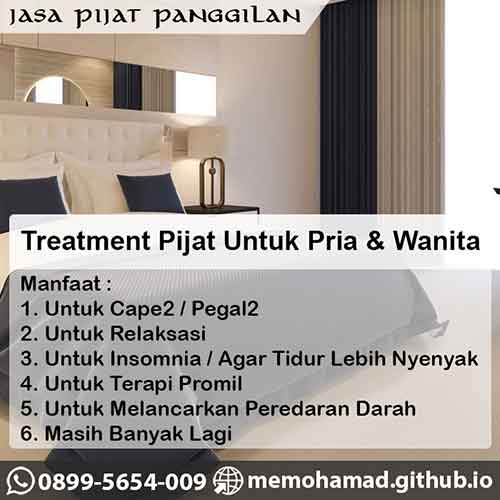 JASA PIJAT PANGGILAN
Treatment Pijat Untuk Pria & Wanita
Manfaat :
1. Untuk Cape2 / Pegal2
2. Untuk Relaksasi
3. Untuk Insomnia / Agar Tidur Lebih Nyenyak
4. Untuk Terapi Promil
5. Untuk Melancarkan Peredaran Darah
6. Masih Banyak Lagi
0899-5654-009 memohamad.github.io